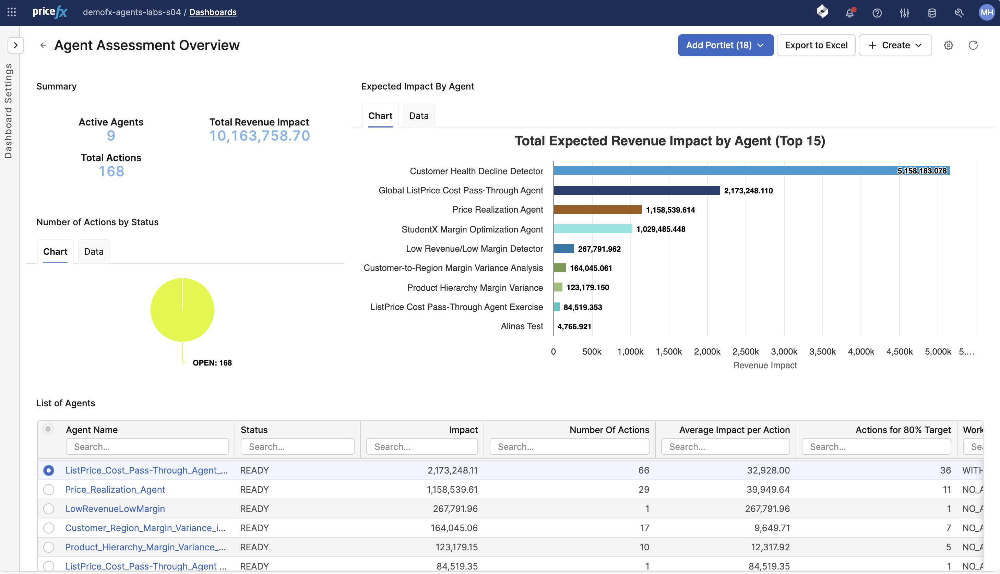 pricefx demofx-agents-labs-s04 / Dashboards MH
Agent Assessment Overview
Add Portlet (18) Export to Excel + Create
Dashboard Settings
Summary
Active Agents
9
Total Revenue Impact
10,163,758.70
Total Actions
168
Number of Actions by Status
Chart Data
OPEN: 168
Expected Impact By Agent
Chart Data
Total Expected Revenue Impact by Agent (Top 15)
Customer Health Decline Detector 5,158,183.078
Global ListPrice Cost Pass-Through Agent 2,173,248.110
Price Realization Agent 1,158,539.614
StudentX Margin Optimization Agent 1,029,485.448
Low Revenue/Low Margin Detector 267,791.962
Customer-to-Region Margin Variance Analysis 164,045.061
Product Hierarchy Margin Variance 123,179.150
ListPrice Cost Pass-Through Agent Exercise 84,519.353
Alinas Test 4,766.921
0 500k 1,000k 1,500k 2,000k 2,500k 3,000k 3,500k 4,000k 4,500k 5,000k 5,...
Revenue Impact
List of Agents
Agent Name Status Impact Number Of Actions Average Impact per Action Actions for 80% Target Work
Search... Search... Search... Search... Search... Search... Sea
ListPrice_Cost_Pass-Through_Agent_... READY 2,173,248.11 66 32,928.00 36 WITH
Price_Realization_Agent READY 1,158,539.61 29 39,949.64 11 NO_A
LowRevenueLowMargin READY 267,791.96 1 267,791.96 1 NO_A
Customer_Region_Margin_Variance_i... READY 164,045.06 17 9,649.71 7 NO_A
Product_Hierarchy_Margin_Variance_... READY 123,179.15 10 12,317.92 5 NO_A
ListPrice_Cost_Pass-Through_Agent ... READY 84,519.35 1 84,519.35 1 NO_A